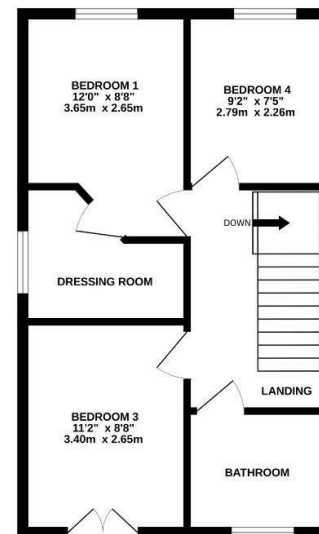 BEDROOM 1
12'0" x 8'8"
3.65m x 2.65m
BEDROOM 4
9'2" x 7'5"
2.79m x 2.26m
DOWN
DRESSING ROOM
BEDROOM 3
11'2" x 8'8"
3.40m x 2.65m
LANDING
BATHROOM